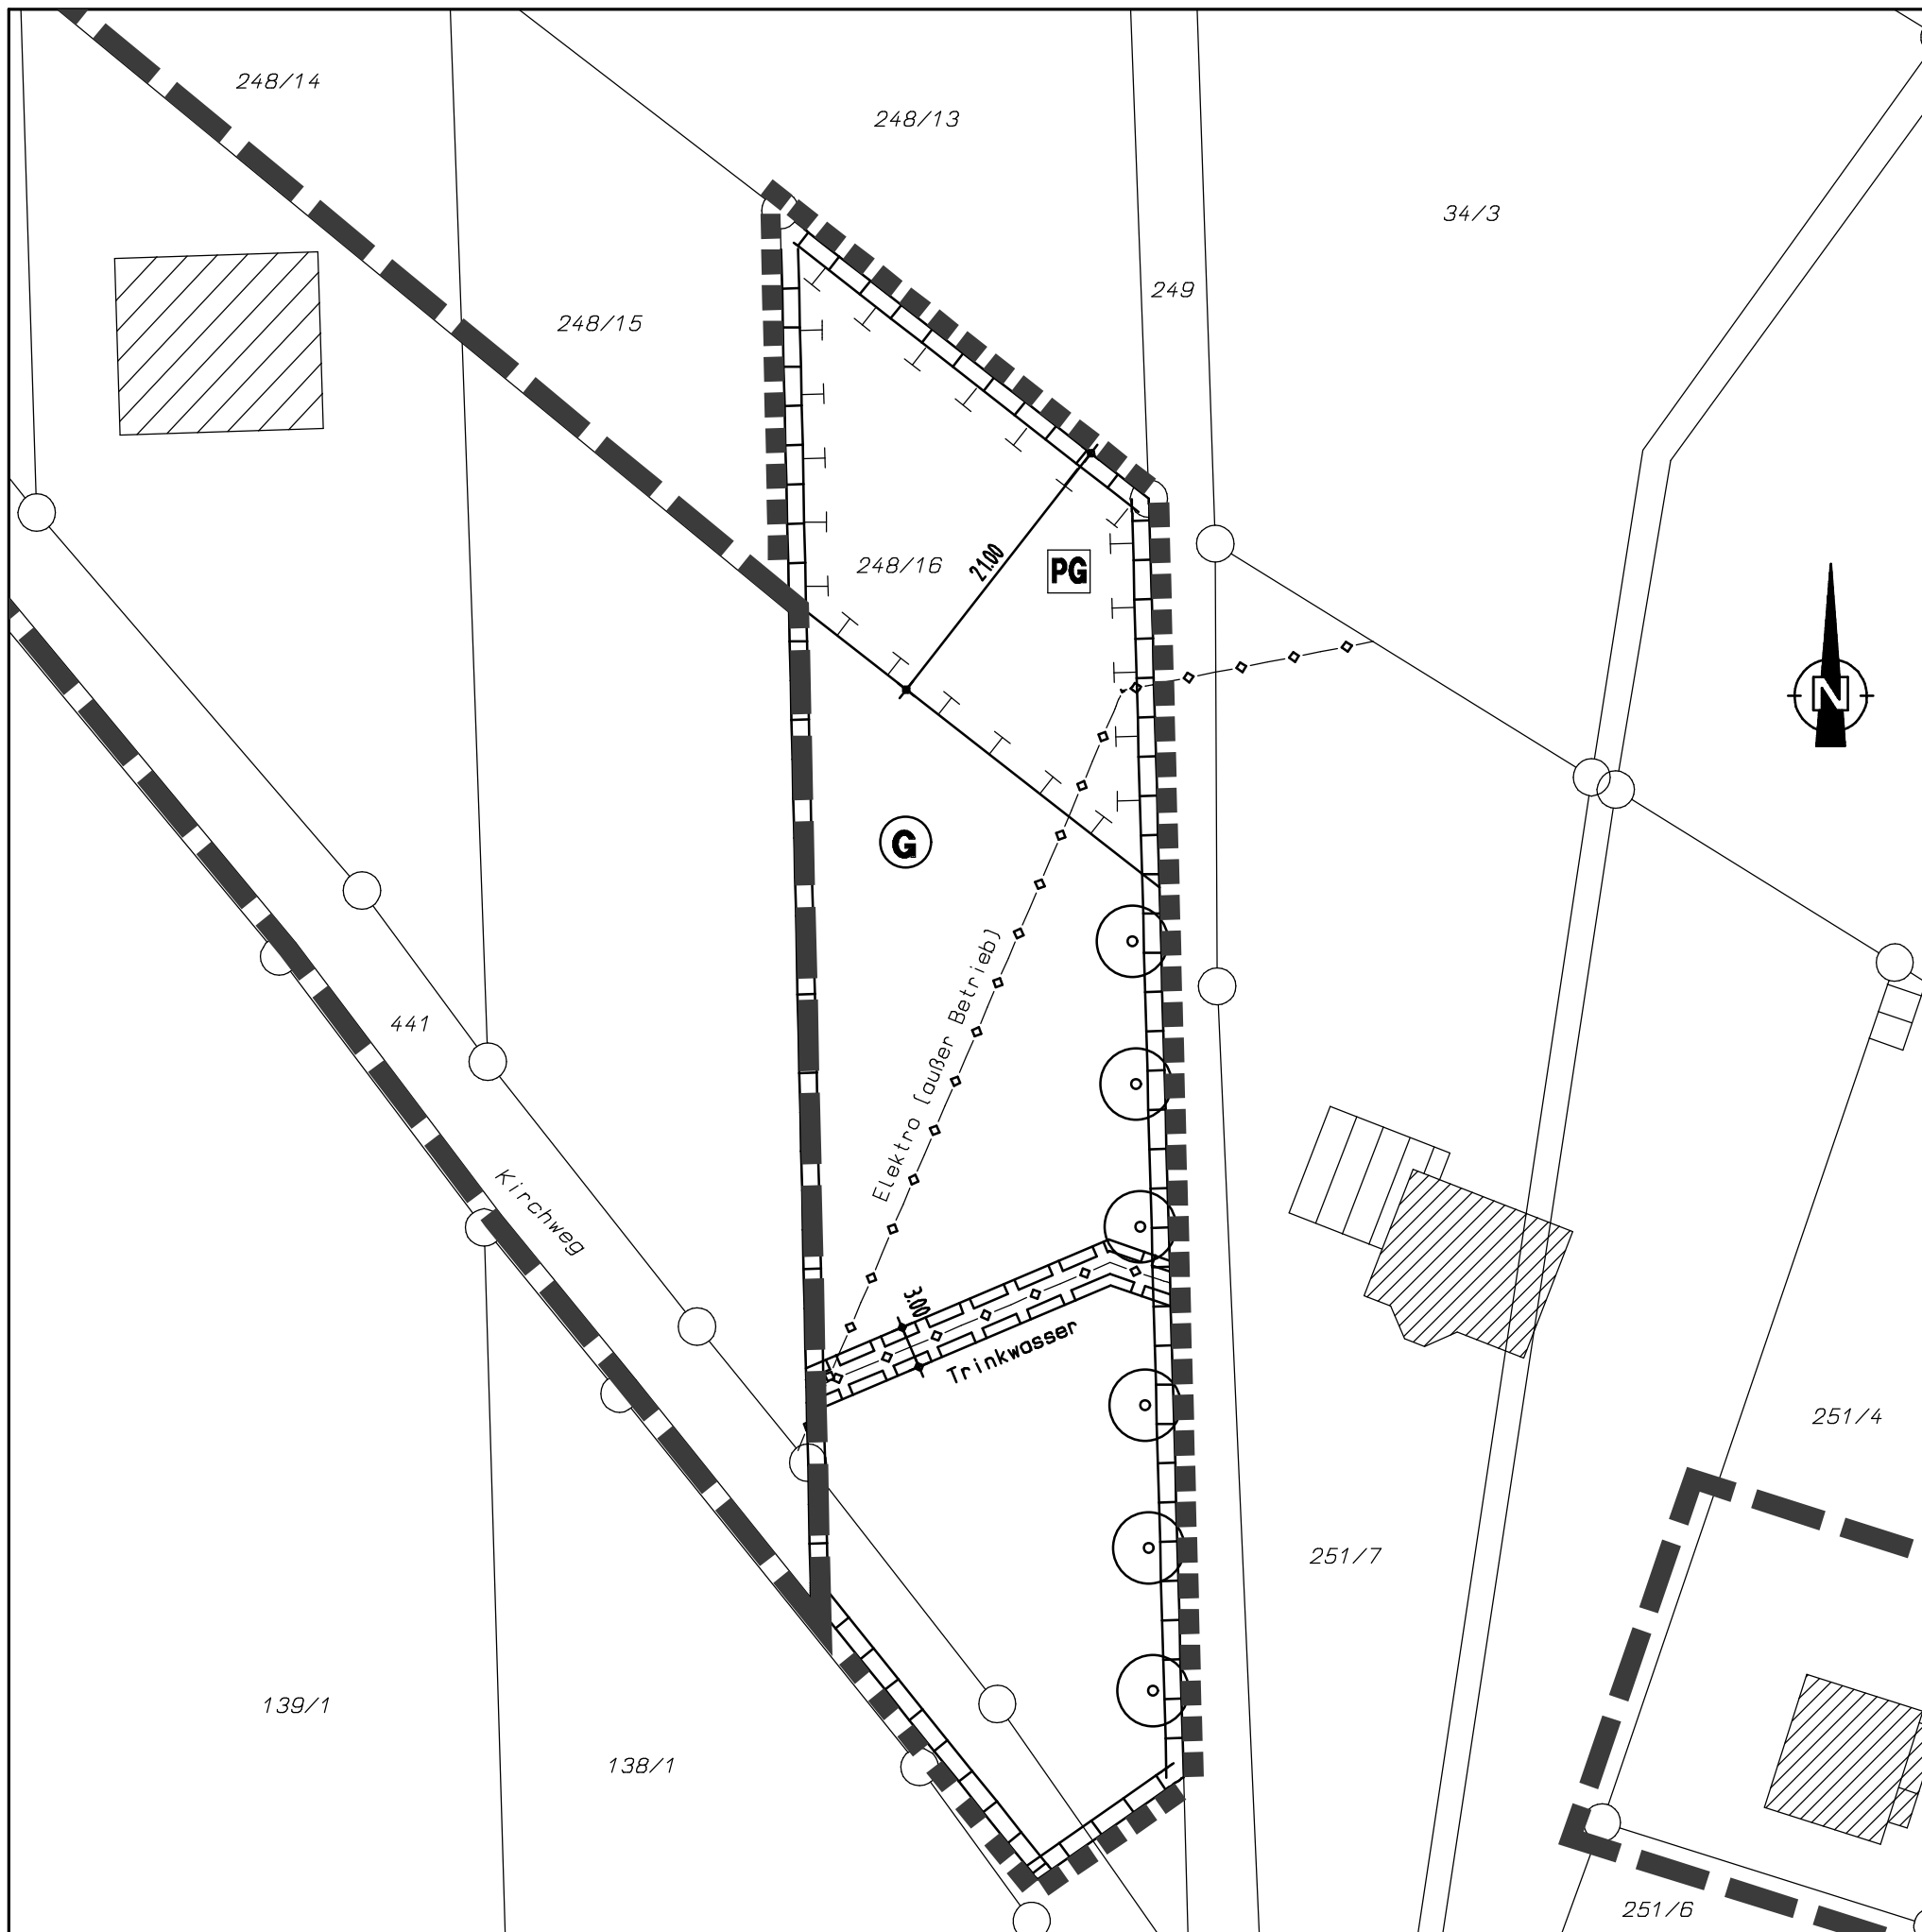 248/14
248/13
34/3
249
248/15
248/16
21.00
PG
N
G
Elektro (außer Betrieb)
441
Kirchweg
3.00
Trinkwasser
251/4
251/7
139/1
138/1
251/6